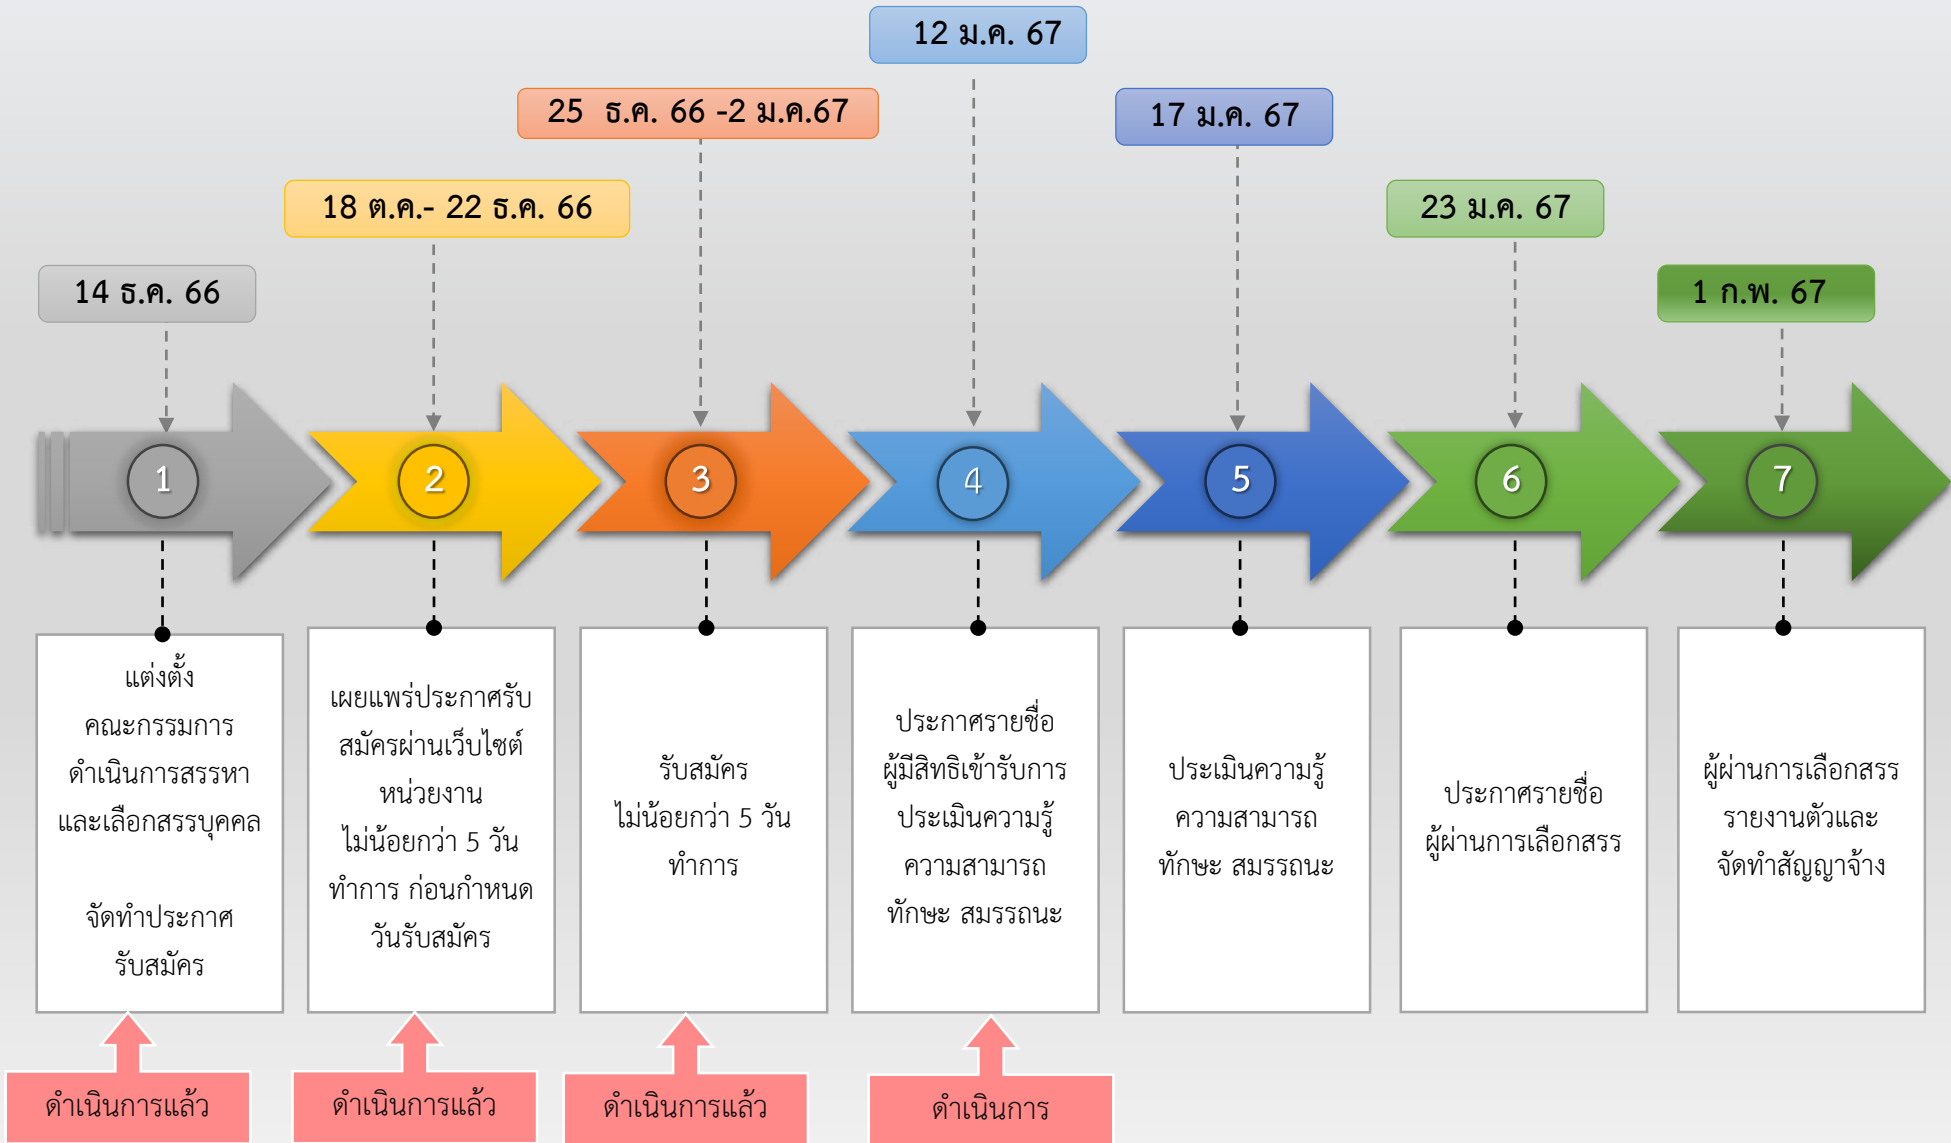 12 ม.ค. 67
25 ธ.ค. 66 -2 ม.ค.67
17 ม.ค. 67
18 ต.ค.- 22 ธ.ค. 66
23 ม.ค. 67
14 ธ.ค. 66
1 ก.พ. 67
1
2
3
4
5
6
7
แต่งตั้ง
คณะกรรมการ
ดำเนินการสรรหา
และเลือกสรรบุคคล
จัดทำประกาศ
รับสมัคร
เผยแพร่ประกาศรับ
สมัครผ่านเว็บไซต์
หน่วยงาน
ไม่น้อยกว่า 5 วัน
ทำการ ก่อนกำหนด
วันรับสมัคร
รับสมัคร
ไม่น้อยกว่า 5 วัน
ทำการ
ประกาศรายชื่อ
ผู้มีสิทธิเข้ารับการ
ประเมินความรู้
ความสามารถ
ทักษะ สมรรถนะ
ประเมินความรู้
ความสามารถ
ทักษะ สมรรถนะ
ประกาศรายชื่อ
ผู้ผ่านการเลือกสรร
ผู้ผ่านการเลือกสรร
รายงานตัวและ
จัดทำสัญญาจ้าง
ดำเนินการแล้ว
ดำเนินการแล้ว
ดำเนินการแล้ว
ดำเนินการ